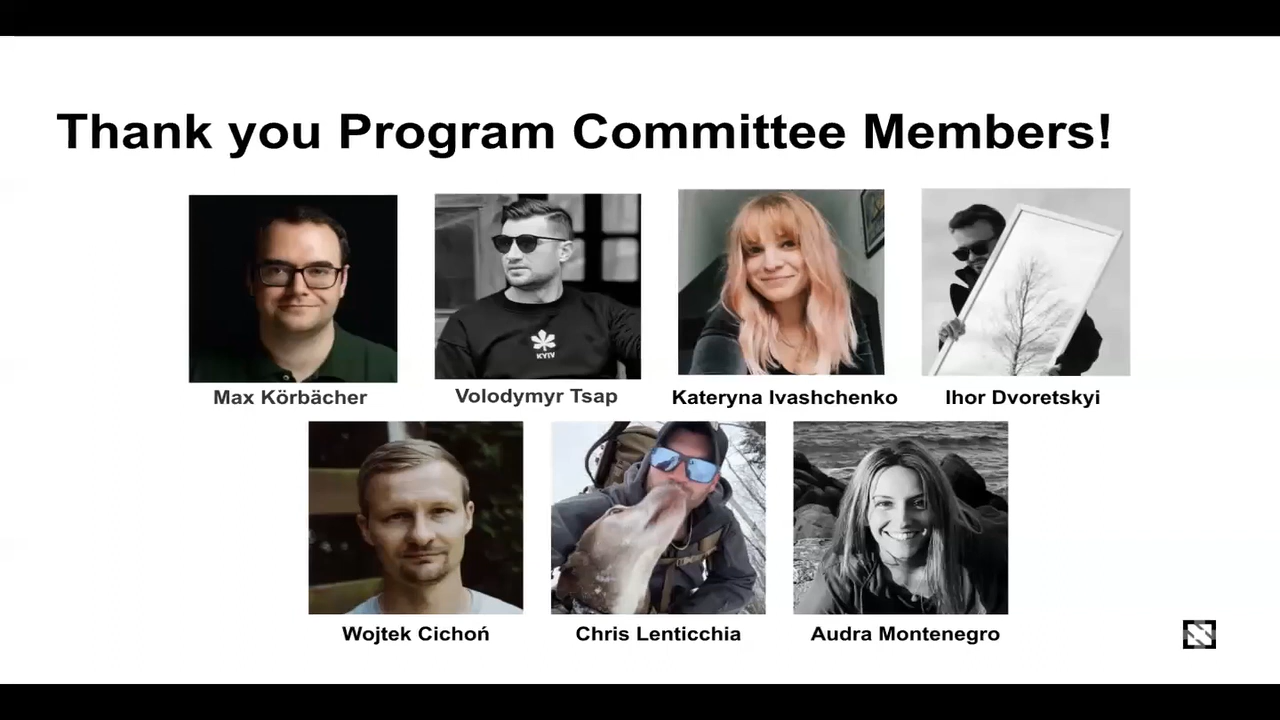 Thank you Program Committee Members!
KYIV
Max Körbächer
Volodymyr Tsap
Kateryna Ivashchenko
Ihor Dvoretskyi
Wojtek Cichoń
Chris Lenticchia
Audra Montenegro